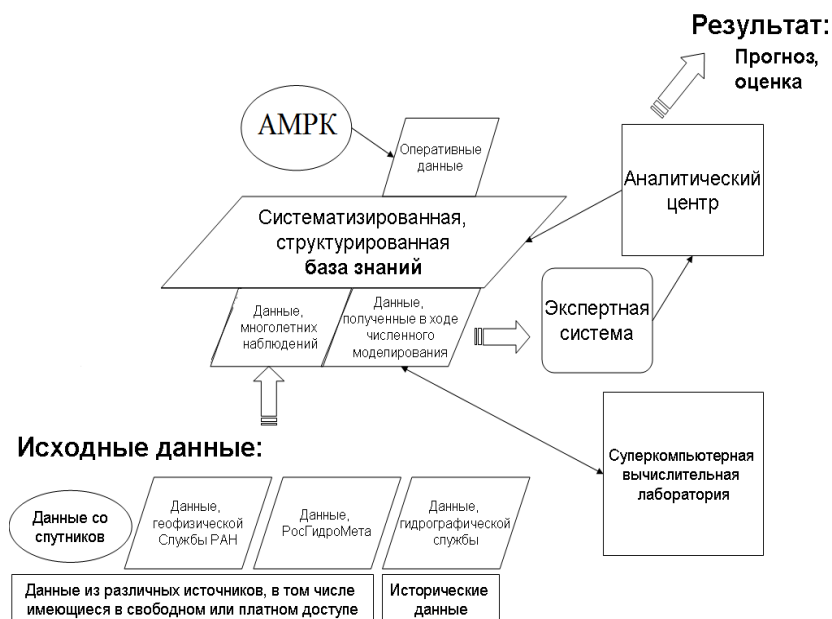 Результат:
Прогноз,
оценка
АМРК
Оперативные
данные
Аналитический
центр
Систематизированная,
структурированная
база знаний
Данные,
многолетних
наблюдений
Данные,
полученные в ходе
численного
моделирования
Экспертная
система
Исходные данные:
Суперкомпьютерная
вычислительная
лаборатория
Данные со
спутников
Данные,
геофизической
Службы РАН
Данные,
РосГидроМета
Данные,
гидрографической
службы
Данные из различных источников, в том числе
имеющиеся в свободном или платном доступе
Исторические
данные